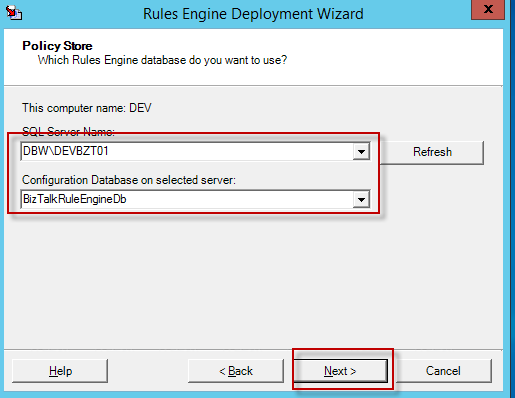 Rules Engine Deployment Wizard
x
Policy Store
Which Rules Engine database do you want to use?
This computer name: DEV
SQL Server Name:
DBW\DEVBZT01
Refresh
Configuration Database on selected server:
BizTalkRuleEngineDb
Help
< Back
Next >
Cancel